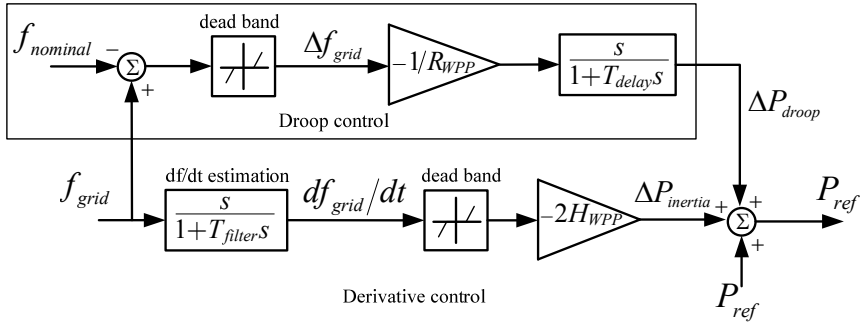 dead band
f_nominal
−
Σ
+
Δf_grid
−1/R_WPP
s
1+T_delay s
Droop control
ΔP_droop
df/dt estimation
f_grid
s
1+T_filter s
df_grid/dt
dead band
−2H_WPP
ΔP_inertia
+
+
Σ
+
P_ref
P_ref
Derivative control